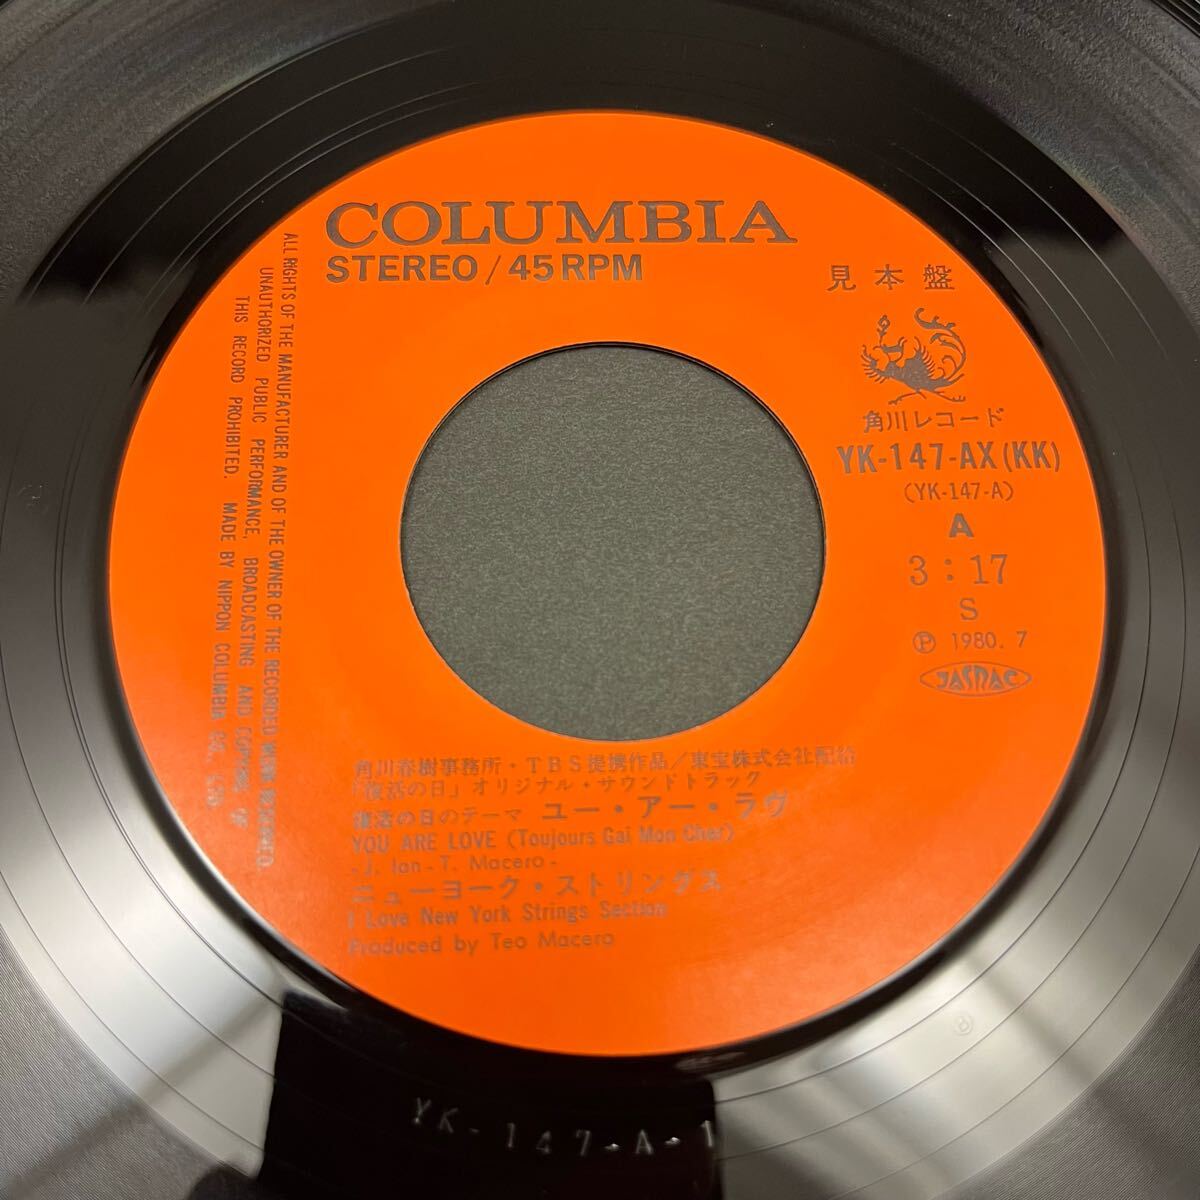 COLUMBIA
STEREO / 45 RPM
見本盤
角川レコード
YK-147-AX(KK)
(YK-147-A)
A
3:17
S
Ⓟ 1980. 7
JASRAC
ALL RIGHTS OF THE MANUFACTURER AND OF THE OWNER OF THE RECORDED WORK RESERVED.
UNAUTHORIZED PUBLIC PERFORMANCE, BROADCASTING AND COPYING OF
THIS RECORD PROHIBITED. MADE BY NIPPON COLUMBIA CO., LTD.
角川春樹事務所・TBS提携作品/東宝株式会社配給
「復活の日」オリジナル・サウンドトラック
復活の日のテーマ ユー・アー・ラヴ
YOU ARE LOVE (Toujours Gai Mon Cher)
-J. Ian-T. Macero-
ニューヨーク・ストリングス
I Love New York Strings Section
Produced by Teo Macero
YK-147-A-1